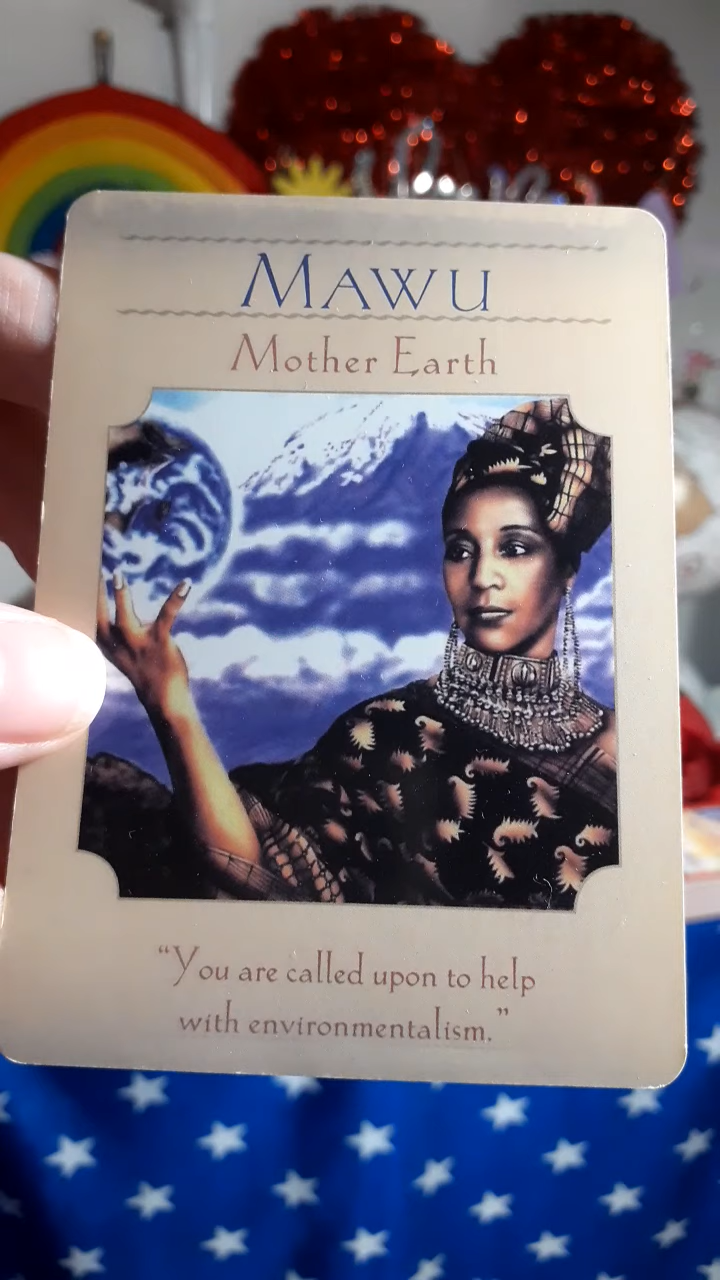 MAWU
Mother Earth
“You are called upon to help
with environmentalism.”